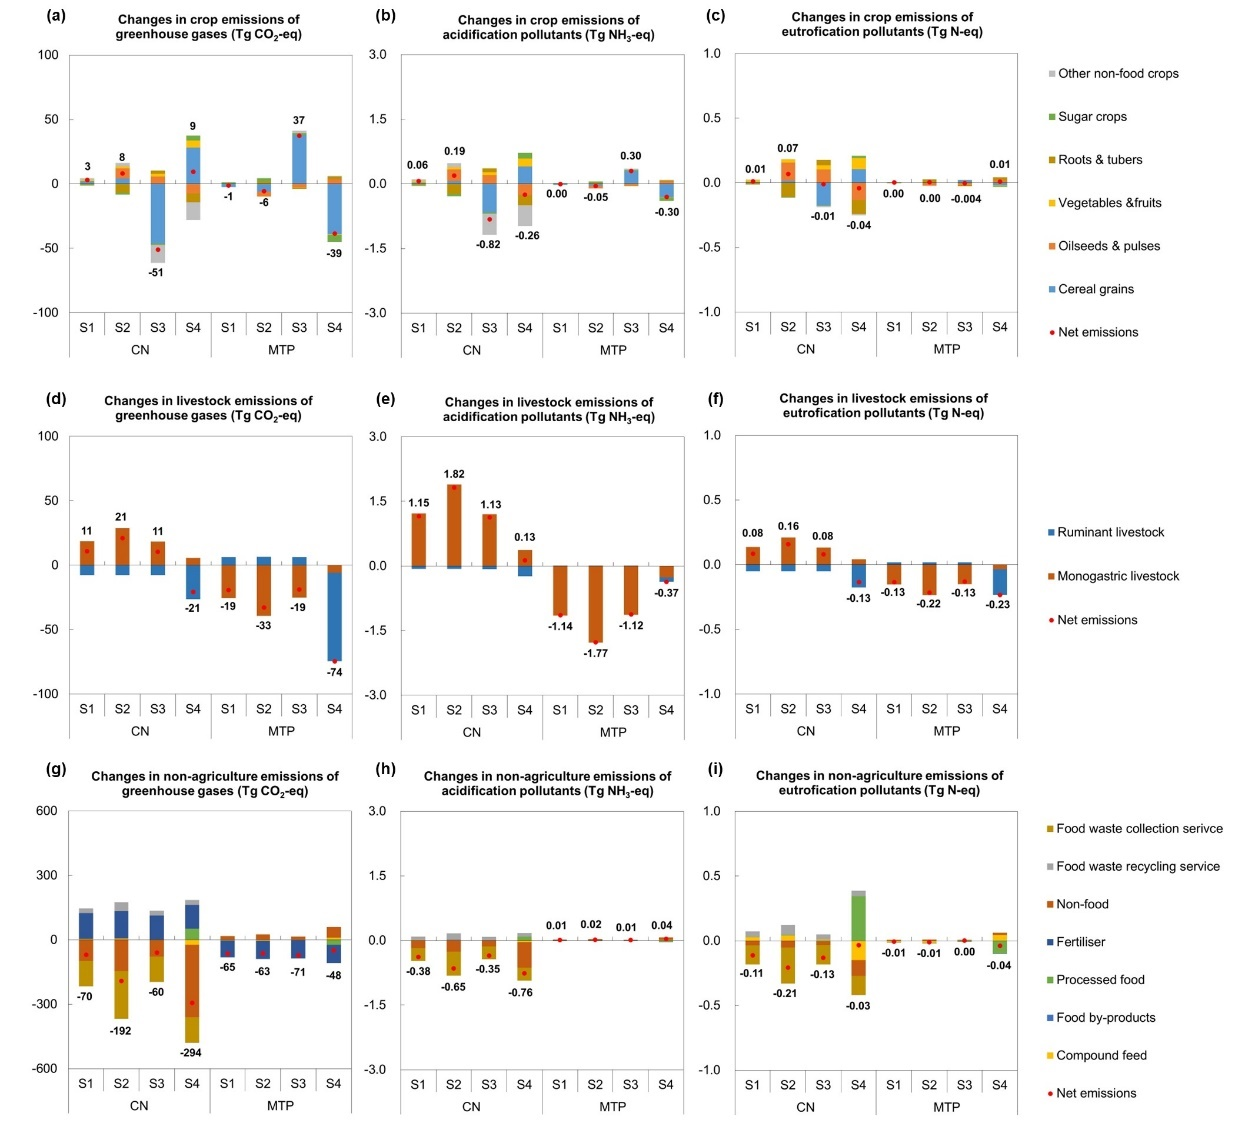 (a)
Changes in crop emissions of
greenhouse gases (Tg CO₂-eq)
100
50
0
-50
-100
3
8
-51
9
-1
-6
37
-39
S1 S2 S3 S4 S1 S2 S3 S4
CN MTP
(b)
Changes in crop emissions of
acidification pollutants (Tg NH₃-eq)
3.0
1.5
0.0
-1.5
-3.0
0.06
0.19
-0.82
-0.26
0.00
-0.05
0.30
-0.30
S1 S2 S3 S4 S1 S2 S3 S4
CN MTP
(c)
Changes in crop emissions of
eutrofication pollutants (Tg N-eq)
1.0
0.5
0.0
-0.5
-1.0
0.01
0.07
-0.01
-0.04
0.00
0.00
-0.004
0.01
S1 S2 S3 S4 S1 S2 S3 S4
CN MTP
Other non-food crops
Sugar crops
Roots & tubers
Vegetables &fruits
Oilseeds & pulses
Cereal grains
Net emissions
(d)
Changes in livestock emissions of
greenhouse gases (Tg CO₂-eq)
100
50
0
-50
-100
11
21
11
-21
-19
-33
-19
-74
S1 S2 S3 S4 S1 S2 S3 S4
CN MTP
(e)
Changes in livestock emissions of
acidification pollutants (Tg NH₃-eq)
3.0
1.5
0.0
-1.5
-3.0
1.15
1.82
1.13
0.13
-1.14
-1.77
-1.12
-0.37
S1 S2 S3 S4 S1 S2 S3 S4
CN MTP
(f)
Changes in livestock emissions of
eutrofication pollutants (Tg N-eq)
1.0
0.5
0.0
-0.5
-1.0
0.08
0.16
0.08
-0.13
-0.13
-0.22
-0.13
-0.23
S1 S2 S3 S4 S1 S2 S3 S4
CN MTP
Ruminant livestock
Monogastric livestock
Net emissions
(g)
Changes in non-agriculture emissions of
greenhouse gases (Tg CO₂-eq)
600
300
0
-300
-600
-70
-192
-60
-294
-65
-63
-71
-48
S1 S2 S3 S4 S1 S2 S3 S4
CN MTP
(h)
Changes in non-agriculture emissions of
acidification pollutants (Tg NH₃-eq)
3.0
1.5
0.0
-1.5
-3.0
-0.38
-0.65
-0.35
-0.76
0.01
0.02
0.01
0.04
S1 S2 S3 S4 S1 S2 S3 S4
CN MTP
(i)
Changes in non-agriculture emissions of
eutrofication pollutants (Tg N-eq)
1.0
0.5
0.0
-0.5
-1.0
-0.11
-0.21
-0.13
-0.03
-0.01
-0.01
0.00
-0.04
S1 S2 S3 S4 S1 S2 S3 S4
CN MTP
Food waste collection serivce
Food waste recycling service
Non-food
Fertiliser
Processed food
Food by-products
Compound feed
Net emissions